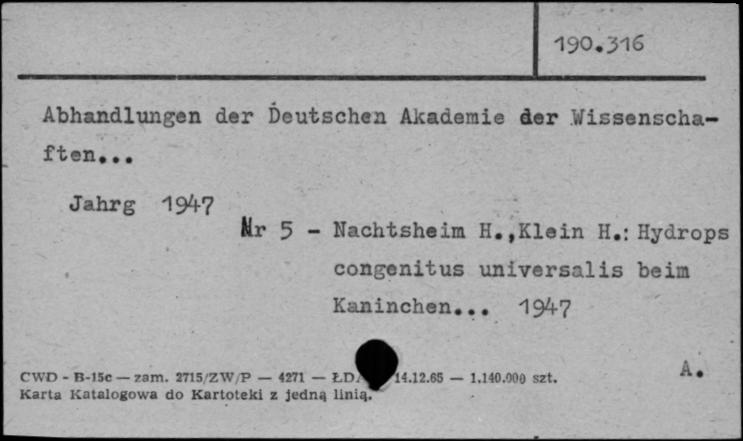 190.316
Abhandlungen der Deutschen Akademie der Wissenscha-
ften...
Jahrg 1947
Nr 5 - Nachtsheim H.,Klein H.: Hydrops
congenitus universalis beim
Kaninchen... 1947
A.
CWD - B-15c — zam. 2715/ZW/P — 4271 — 14.12.65 — 1.140.000 szt.
Karta Katalogowa do Kartoteki z jedną linią.